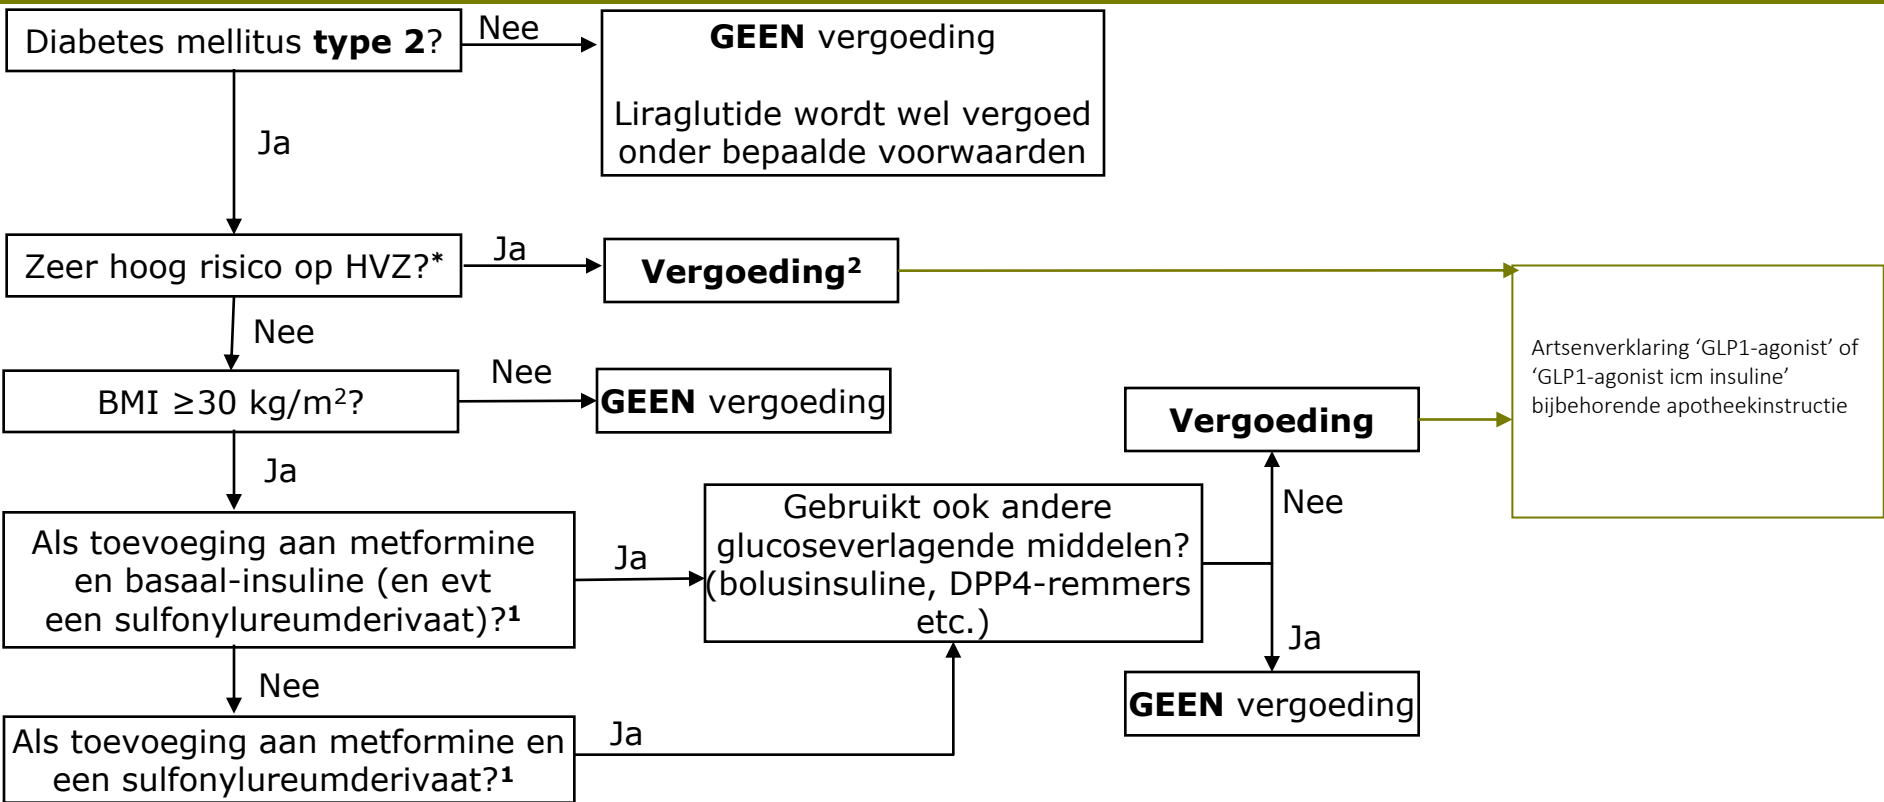 Diabetes mellitus type 2?
Nee
GEEN vergoeding
Liraglutide wordt wel vergoed
onder bepaalde voorwaarden
Ja
Zeer hoog risico op HVZ?*
Ja
Vergoeding²
Nee
BMI ≥30 kg/m²?
Nee
GEEN vergoeding
Ja
Als toevoeging aan metformine
en basaal-insuline (en evt
een sulfonylureumderivaat)?¹
Ja
Gebruikt ook andere
glucoseverlagende middelen?
(bolusinsuline, DPP4-remmers
etc.)
Nee
Vergoeding
Artsenverklaring ‘GLP1-agonist’ of
‘GLP1-agonist icm insuline’
bijbehorende apotheekinstructie
Ja
GEEN vergoeding
Nee
Als toevoeging aan metformine en
een sulfonylureumderivaat?¹
Ja